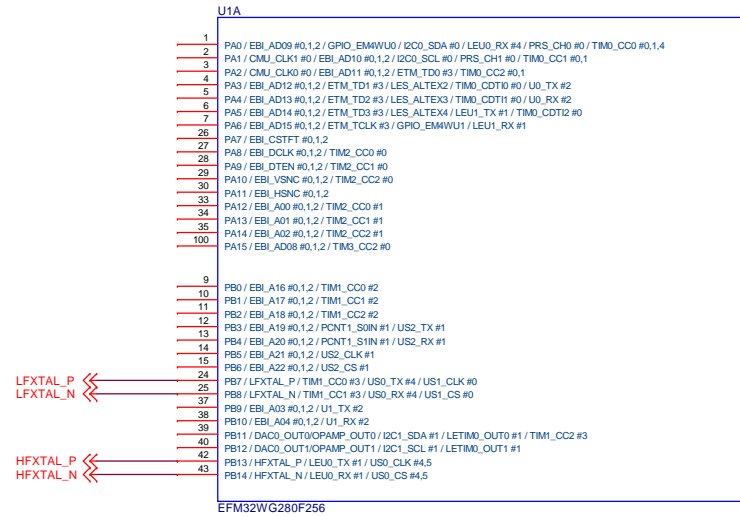 U1A
1 PA0 / EBI_AD09 #0,1,2 / GPIO_EM4WU0 / I2C0_SDA #0 / LEU0_RX #4 / PRS_CH0 #0 / TIM0_CC0 #0,1,4
2 PA1 / CMU_CLK1 #0 / EBI_AD10 #0,1,2 / I2C0_SCL #0 / PRS_CH1 #0 / TIM0_CC1 #0,1
3 PA2 / CMU_CLK0 #0 / EBI_AD11 #0,1,2 / ETM_TD0 #3 / TIM0_CC2 #0,1
4 PA3 / EBI_AD12 #0,1,2 / ETM_TD1 #3 / LES_ALTEX2 / TIM0_CDTI0 #0 / U0_TX #2
5 PA4 / EBI_AD13 #0,1,2 / ETM_TD2 #3 / LES_ALTEX3 / TIM0_CDTI1 #0 / U0_RX #2
6 PA5 / EBI_AD14 #0,1,2 / ETM_TD3 #3 / LES_ALTEX4 / LEU1_TX #1 / TIM0_CDTI2 #0
7 PA6 / EBI_AD15 #0,1,2 / ETM_TCLK #3 / GPIO_EM4WU1 / LEU1_RX #1
26 PA7 / EBI_CSTFT #0,1,2
27 PA8 / EBI_DCLK #0,1,2 / TIM2_CC0 #0
28 PA9 / EBI_DTEN #0,1,2 / TIM2_CC1 #0
29 PA10 / EBI_VSNC #0,1,2 / TIM2_CC2 #0
30 PA11 / EBI_HSNC #0,1,2
33 PA12 / EBI_A00 #0,1,2 / TIM2_CC0 #1
34 PA13 / EBI_A01 #0,1,2 / TIM2_CC1 #1
35 PA14 / EBI_A02 #0,1,2 / TIM2_CC2 #1
100 PA15 / EBI_AD08 #0,1,2 / TIM3_CC2 #0
9 PB0 / EBI_A16 #0,1,2 / TIM1_CC0 #2
10 PB1 / EBI_A17 #0,1,2 / TIM1_CC1 #2
11 PB2 / EBI_A18 #0,1,2 / TIM1_CC2 #2
12 PB3 / EBI_A19 #0,1,2 / PCNT1_S0IN #1 / US2_TX #1
13 PB4 / EBI_A20 #0,1,2 / PCNT1_S1IN #1 / US2_RX #1
14 PB5 / EBI_A21 #0,1,2 / US2_CLK #1
15 PB6 / EBI_A22 #0,1,2 / US2_CS #1
LFXTAL_P 24 PB7 / LFXTAL_P / TIM1_CC0 #3 / US0_TX #4 / US1_CLK #0
LFXTAL_N 25 PB8 / LFXTAL_N / TIM1_CC1 #3 / US0_RX #4 / US1_CS #0
37 PB9 / EBI_A03 #0,1,2 / U1_TX #2
38 PB10 / EBI_A04 #0,1,2 / U1_RX #2
39 PB11 / DAC0_OUT0/OPAMP_OUT0 / I2C1_SDA #1 / LETIM0_OUT0 #1 / TIM1_CC2 #3
40 PB12 / DAC0_OUT1/OPAMP_OUT1 / I2C1_SCL #1 / LETIM0_OUT1 #1
HFXTAL_P 42 PB13 / HFXTAL_P / LEU0_TX #1 / US0_CLK #4,5
HFXTAL_N 43 PB14 / HFXTAL_N / LEU0_RX #1 / US0_CS #4,5
EFM32WG280F256